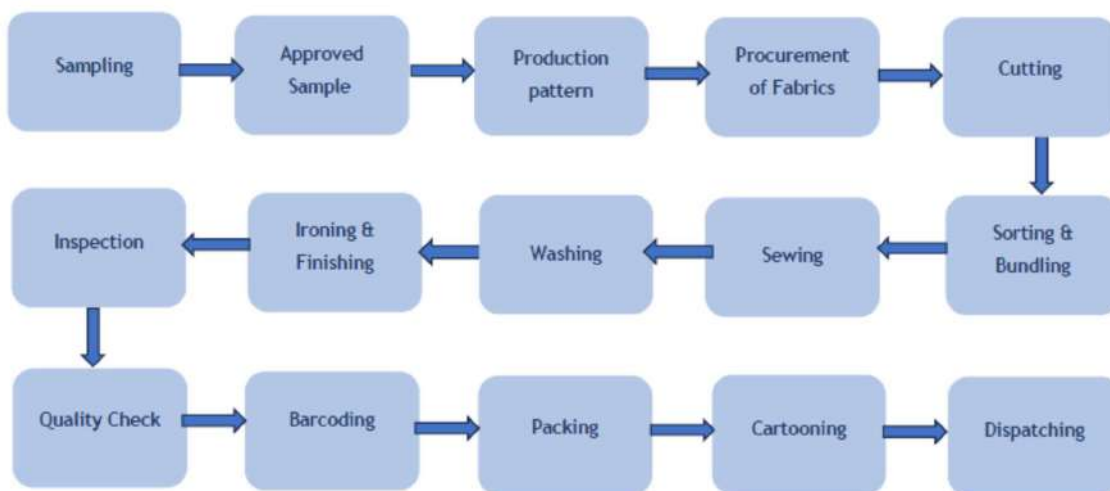 Sampling
Approved
Sample
Production
pattern
Procurement
of Fabrics
Cutting
Sorting &
Bundling
Sewing
Washing
Ironing &
Finishing
Inspection
Quality Check
Barcoding
Packing
Cartooning
Dispatching